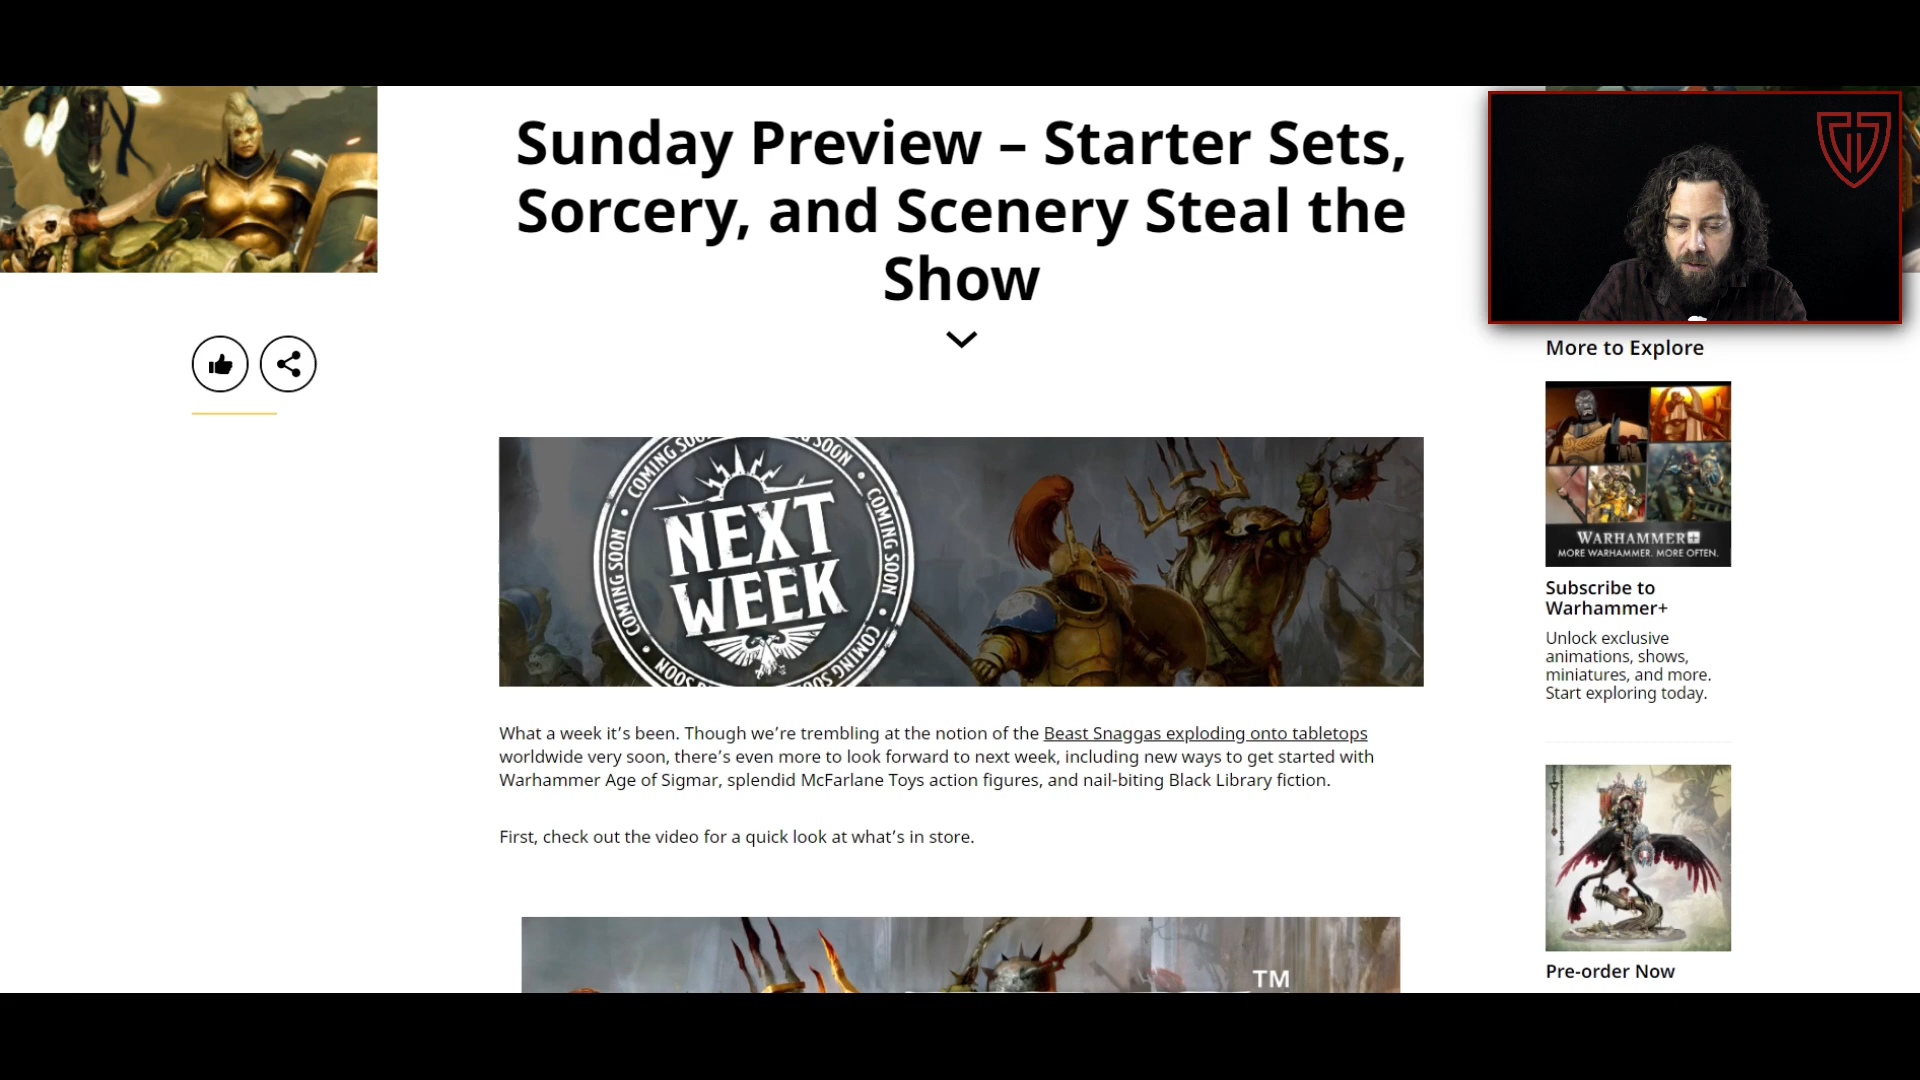 Sunday Preview – Starter Sets,
Sorcery, and Scenery Steal the
Show
COMING SOON
COMING SOON
COMING SOON
COMING SOON
NEXT
WEEK
What a week it’s been. Though we’re trembling at the notion of the Beast Snaggas exploding onto tabletops
worldwide very soon, there’s even more to look forward to next week, including new ways to get started with
Warhammer Age of Sigmar, splendid McFarlane Toys action figures, and nail-biting Black Library fiction.
First, check out the video for a quick look at what’s in store.
TM
More to Explore
WARHAMMER+
MORE WARHAMMER. MORE OFTEN.
Subscribe to
Warhammer+
Unlock exclusive
animations, shows,
miniatures, and more.
Start exploring today.
Pre-order Now